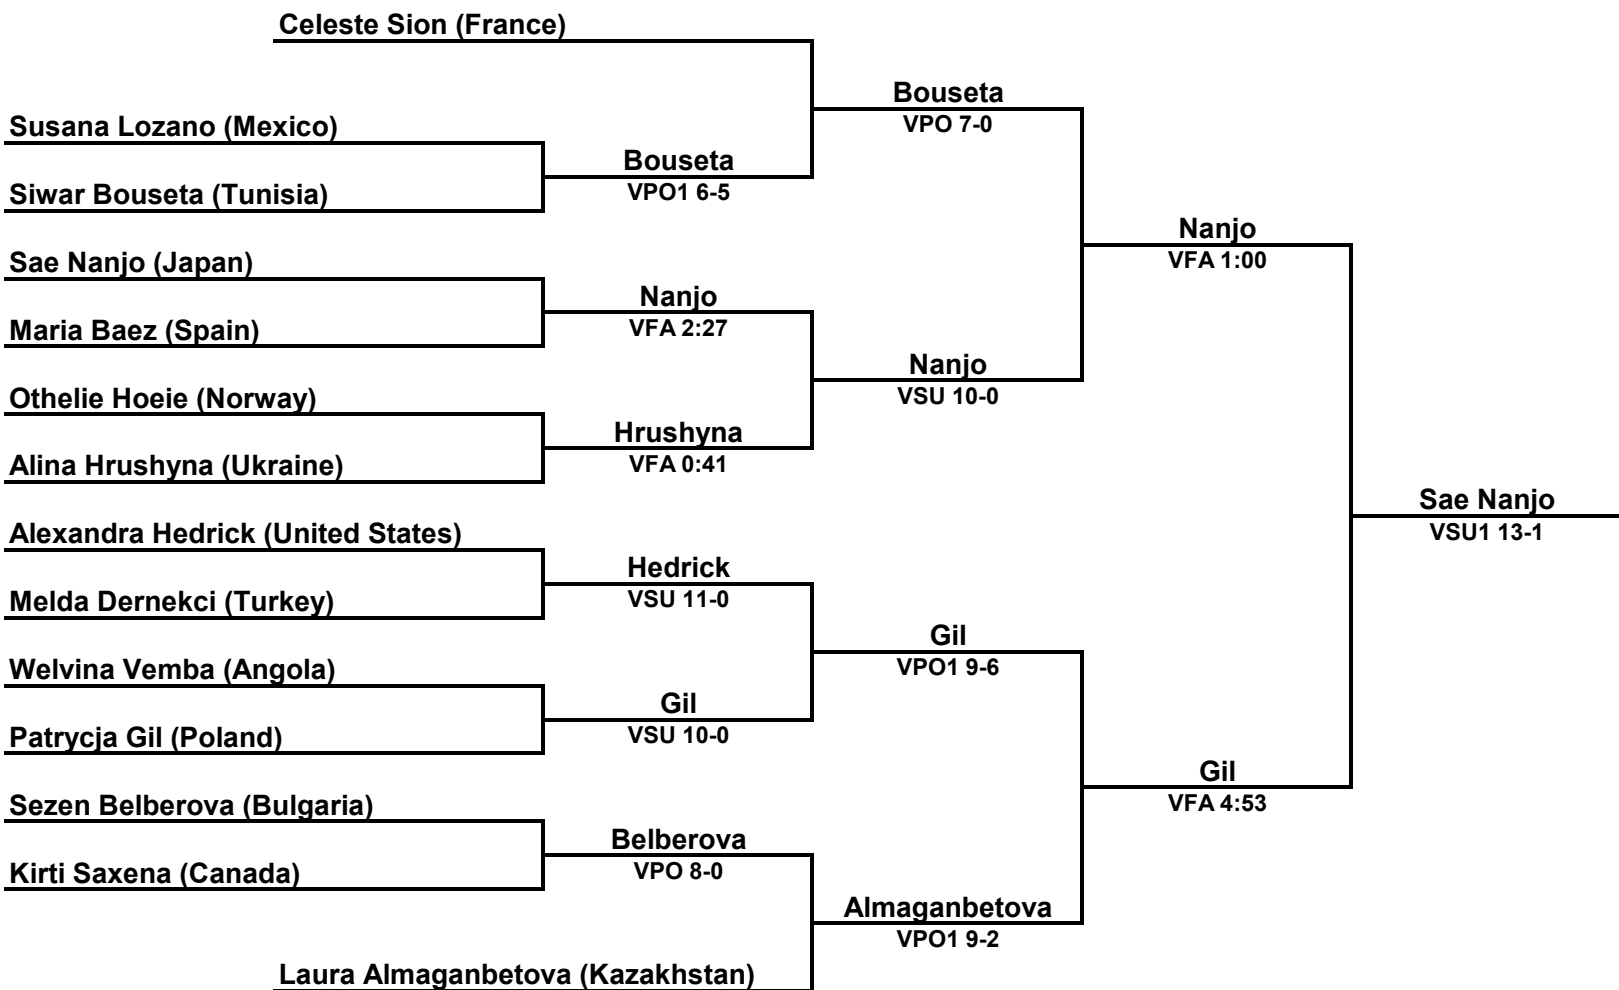 Celeste Sion (France)
Bouseta
VPO 7-0
Susana Lozano (Mexico)
Bouseta
VPO1 6-5
Siwar Bouseta (Tunisia)
Nanjo
VFA 1:00
Sae Nanjo (Japan)
Nanjo
VFA 2:27
Maria Baez (Spain)
Nanjo
VSU 10-0
Othelie Hoeie (Norway)
Hrushyna
VFA 0:41
Alina Hrushyna (Ukraine)
Sae Nanjo
VSU1 13-1
Alexandra Hedrick (United States)
Hedrick
VSU 11-0
Melda Dernekci (Turkey)
Gil
VPO1 9-6
Welvina Vemba (Angola)
Gil
VSU 10-0
Patrycja Gil (Poland)
Gil
VFA 4:53
Sezen Belberova (Bulgaria)
Belberova
VPO 8-0
Kirti Saxena (Canada)
Almaganbetova
VPO1 9-2
Laura Almaganbetova (Kazakhstan)